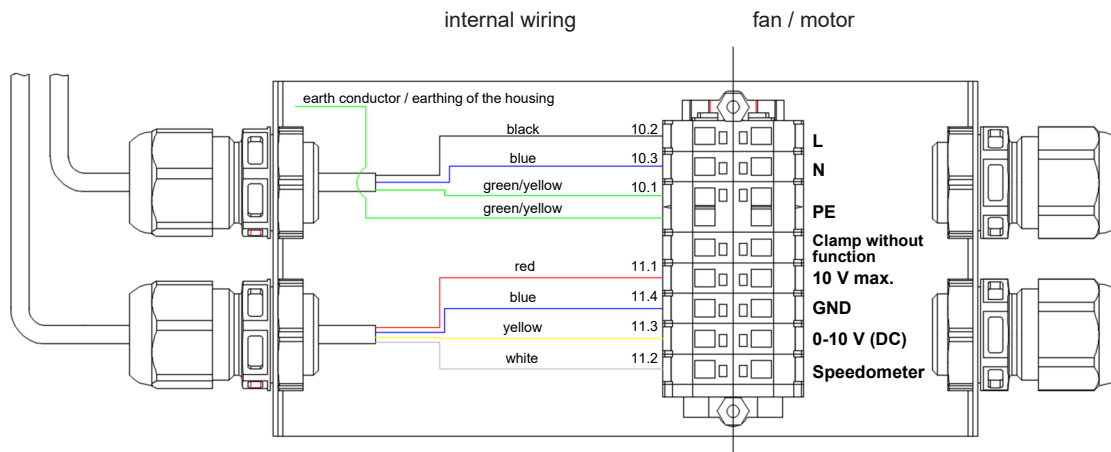 internal wiring fan / motor
earth conductor / earthing of the housing
black 10.2 L
blue 10.3 N
green/yellow 10.1
green/yellow PE
Clamp without
function
red 11.1 10 V max.
blue 11.4 GND
yellow 11.3 0-10 V (DC)
white 11.2 Speedometer